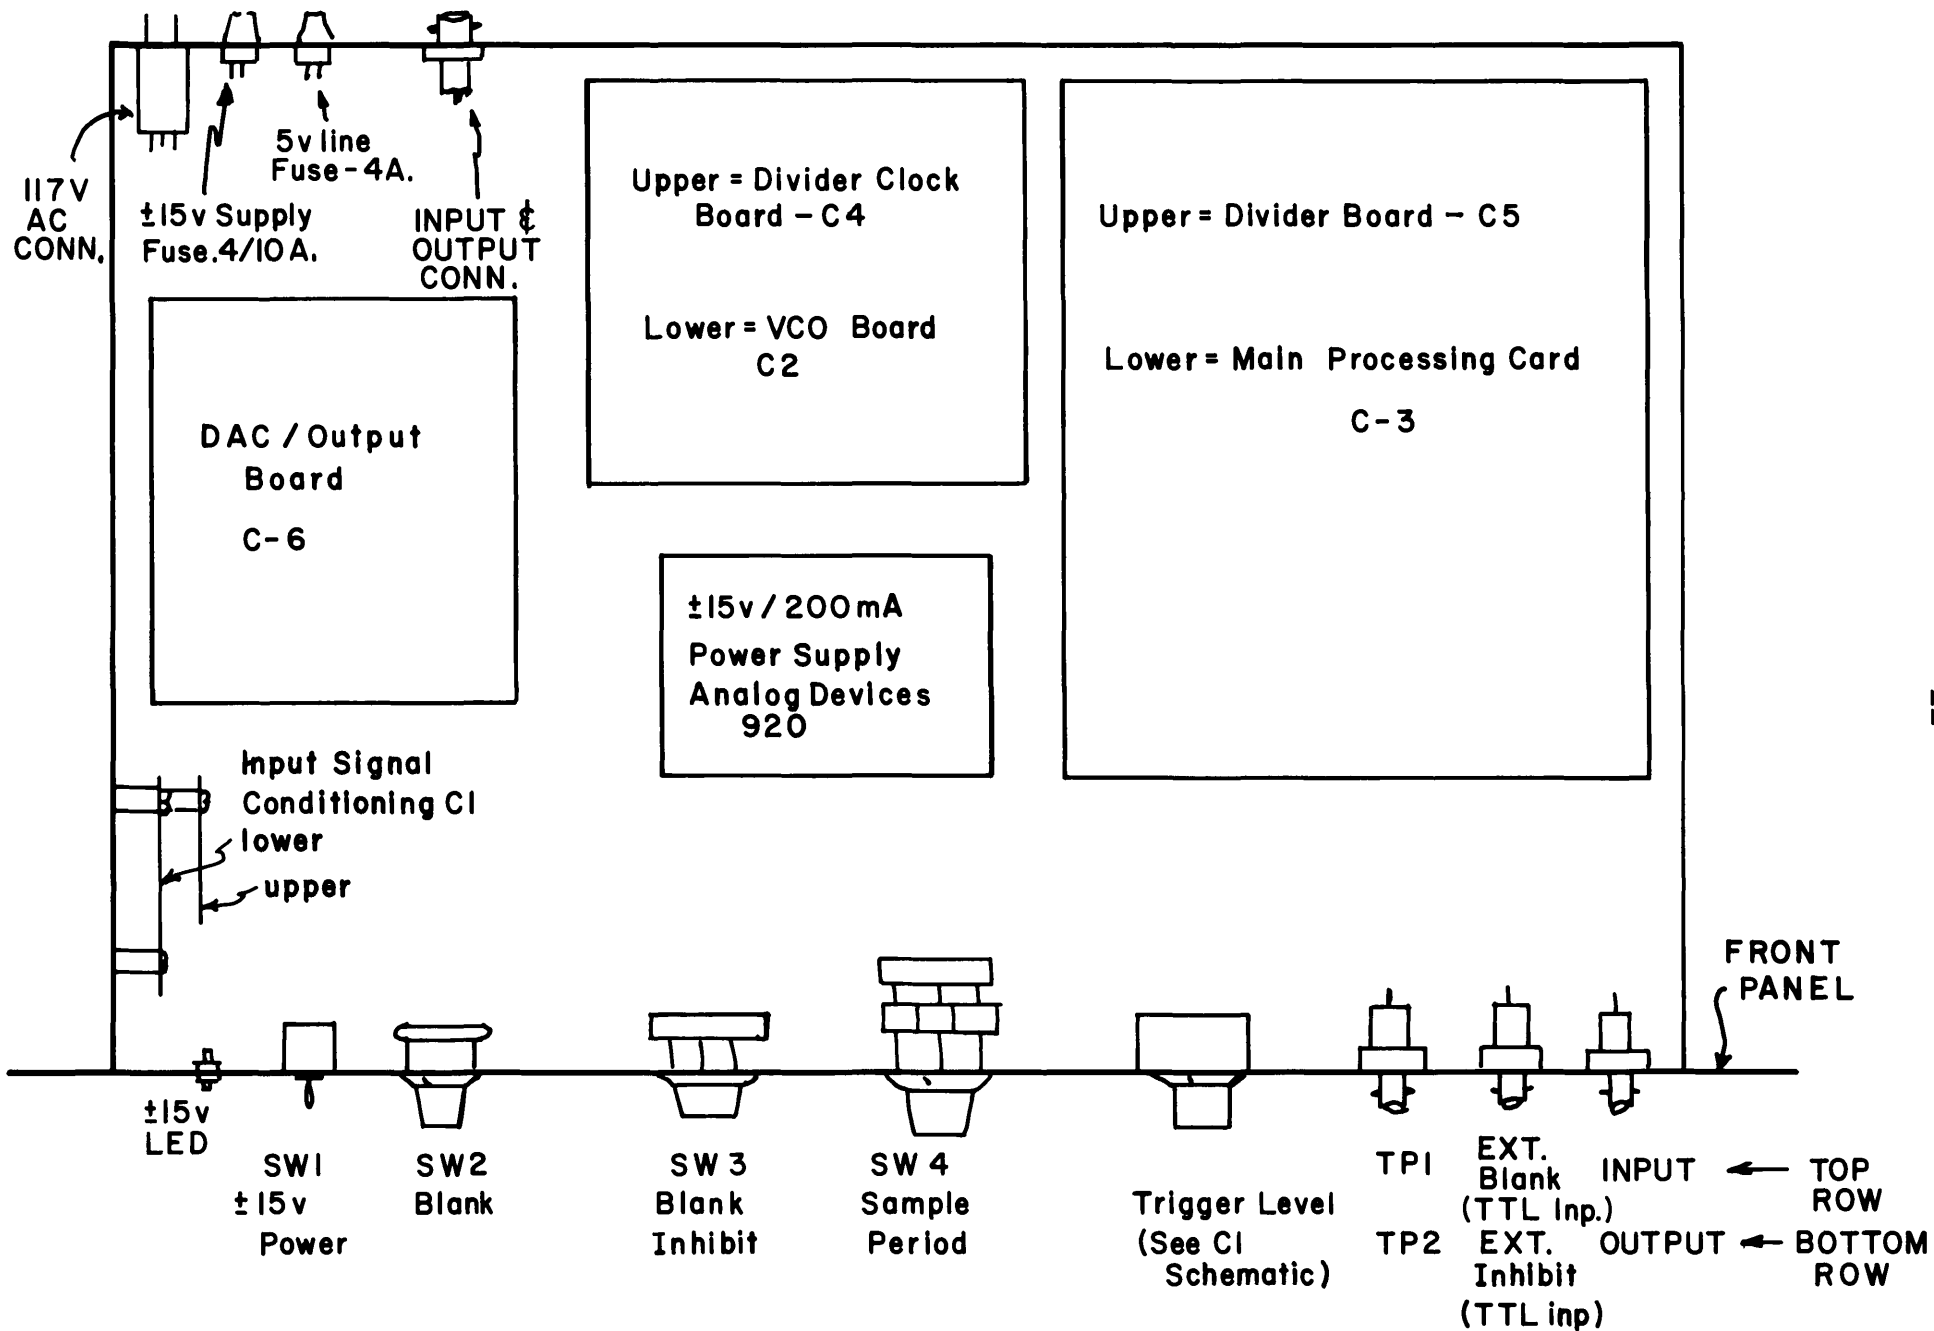 117V
AC
CONN.
±15v Supply
Fuse.4/10A.
5v line
Fuse-4A.
INPUT &
OUTPUT
CONN.
Upper = Divider Clock
Board - C4
Lower = VCO Board
C2
Upper = Divider Board - C5
Lower = Main Processing Card
C-3
DAC / Output
Board
C-6
±15v / 200mA
Power Supply
Analog Devices
920
Input Signal
Conditioning C1
lower
upper
FRONT
PANEL
±15v
LED
SW1
±15v
Power
SW2
Blank
SW3
Blank
Inhibit
SW4
Sample
Period
Trigger Level
(See C1
Schematic)
TP1
EXT.
Blank
(TTL Inp.)
INPUT
TOP
ROW
TP2
EXT.
Inhibit
(TTL inp)
OUTPUT
BOTTOM
ROW